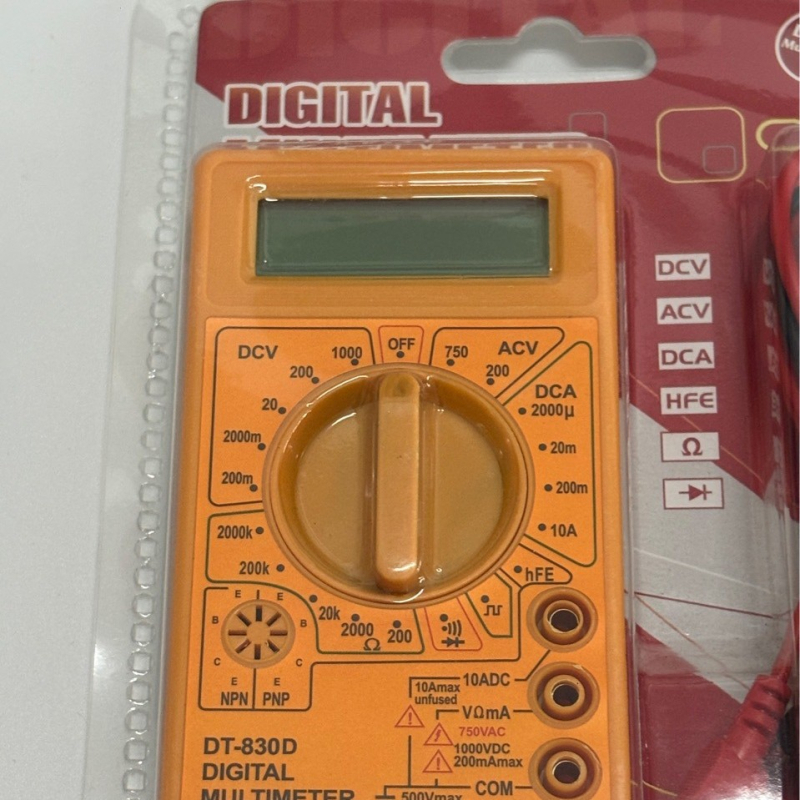 DIGITAL
DCV
ACV
DCA
HFE
Ω
DCV
1000
OFF
750
ACV
200
200
DCA
20
2000µ
2000m
20m
200m
200m
2000k
10A
200k
hFE
20k
2000
200
Ω
E E
B B
C C
E E
NPN PNP
10ADC
10Amax
unfused
VΩmA
750VAC
1000VDC
200mAmax
COM
500Vmax
DT-830D
DIGITAL
MULTIMETER